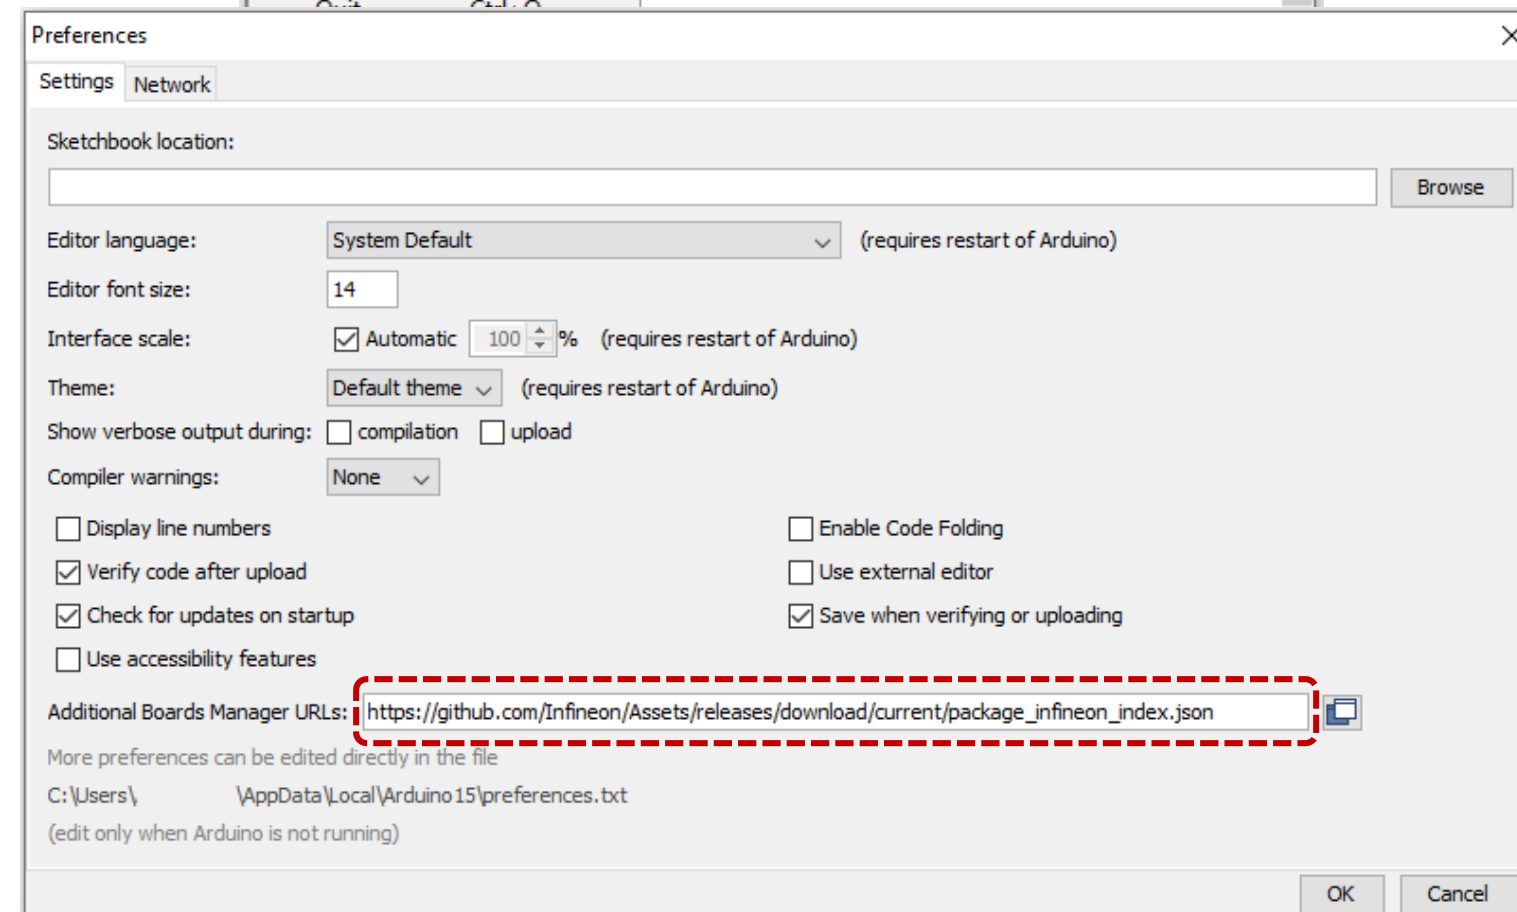 Quit Ctrl+Q
Preferences
Settings Network
Sketchbook location:
Browse
Editor language: System Default (requires restart of Arduino)
Editor font size: 14
Interface scale: Automatic 100 % (requires restart of Arduino)
Theme: Default theme (requires restart of Arduino)
Show verbose output during: compilation upload
Compiler warnings: None
Display line numbers Enable Code Folding
Verify code after upload Use external editor
Check for updates on startup Save when verifying or uploading
Use accessibility features
Additional Boards Manager URLs: https://github.com/Infineon/Assets/releases/download/current/package_infineon_index.json
More preferences can be edited directly in the file
C:\Users\ \AppData\Local\Arduino15\preferences.txt
(edit only when Arduino is not running)
OK Cancel